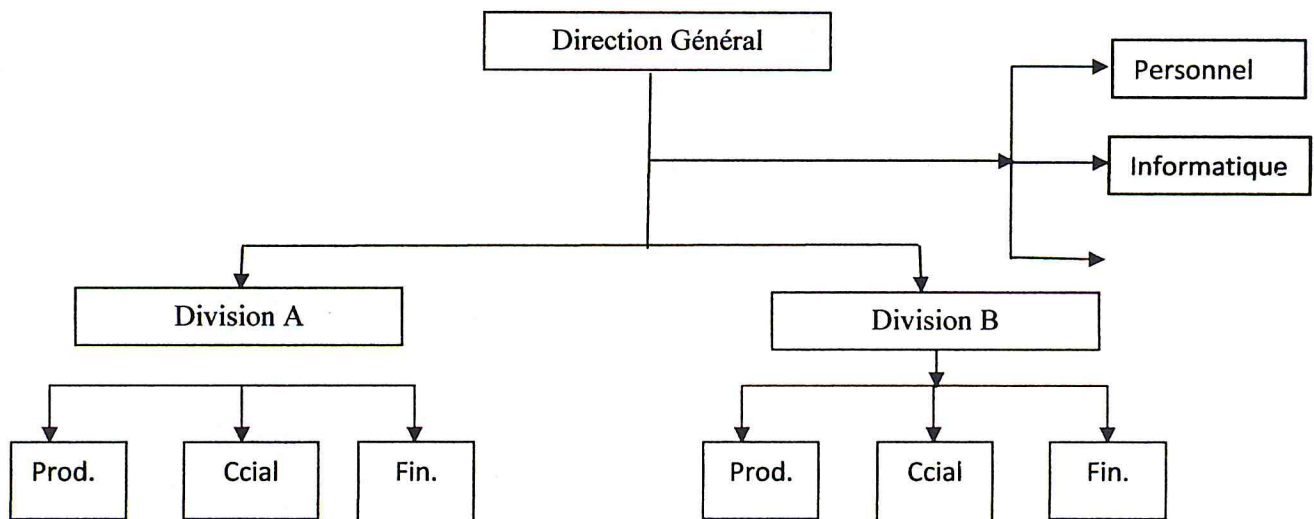 Direction Général
Personnel
Informatique
Division A
Division B
Prod.
Ccial
Fin.
Prod.
Ccial
Fin.